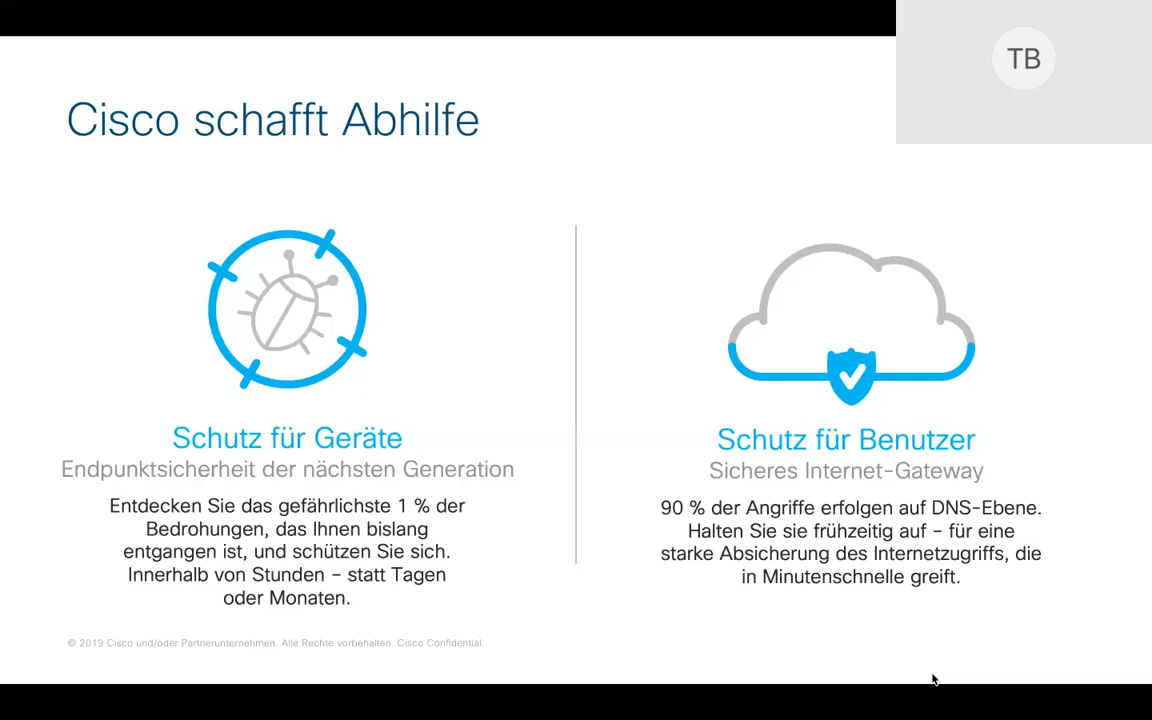 TB
Cisco schafft Abhilfe
Schutz für Geräte
Endpunktsicherheit der nächsten Generation
Entdecken Sie das gefährlichste 1 % der
Bedrohungen, das Ihnen bislang
entgangen ist, und schützen Sie sich.
Innerhalb von Stunden – statt Tagen
oder Monaten.
Schutz für Benutzer
Sicheres Internet-Gateway
90 % der Angriffe erfolgen auf DNS-Ebene.
Halten Sie sie frühzeitig auf – für eine
starke Absicherung des Internetzugriffs, die
in Minutenschnelle greift.
© 2019 Cisco und/oder Partnerunternehmen. Alle Rechte vorbehalten. Cisco Confidential